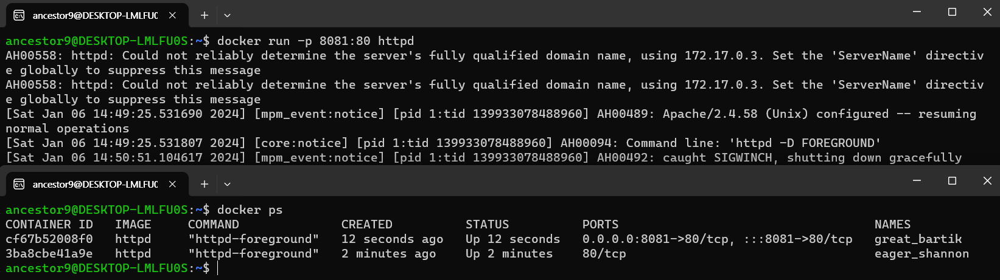 ancestor9@DESKTOP-LMLFU0
ancestor9@DESKTOP-LMLFU0S:~$ docker run -p 8081:80 httpd
AH00558: httpd: Could not reliably determine the server's fully qualified domain name, using 172.17.0.3. Set the 'ServerName' directiv
e globally to suppress this message
AH00558: httpd: Could not reliably determine the server's fully qualified domain name, using 172.17.0.3. Set the 'ServerName' directiv
e globally to suppress this message
[Sat Jan 06 14:49:25.531690 2024] [mpm_event:notice] [pid 1:tid 139933078488960] AH00489: Apache/2.4.58 (Unix) configured -- resuming
normal operations
[Sat Jan 06 14:49:25.531807 2024] [core:notice] [pid 1:tid 139933078488960] AH00094: Command line: 'httpd -D FOREGROUND'
[Sat Jan 06 14:50:51.104617 2024] [mpm_event:notice] [pid 1:tid 139933078488960] AH00492: caught SIGWINCH, shutting down gracefully
ancestor9@DESKTOP-LMLFU0
ancestor9@DESKTOP-LMLFU0S:~$ docker ps
CONTAINER ID   IMAGE     COMMAND              CREATED          STATUS          PORTS                                   NAMES
cf67b52008f0   httpd     "httpd-foreground"   12 seconds ago   Up 12 seconds   0.0.0.0:8081->80/tcp, :::8081->80/tcp   great_bartik
3ba8cbe41a9e   httpd     "httpd-foreground"   2 minutes ago    Up 2 minutes    80/tcp                                  eager_shannon
ancestor9@DESKTOP-LMLFU0S:~$